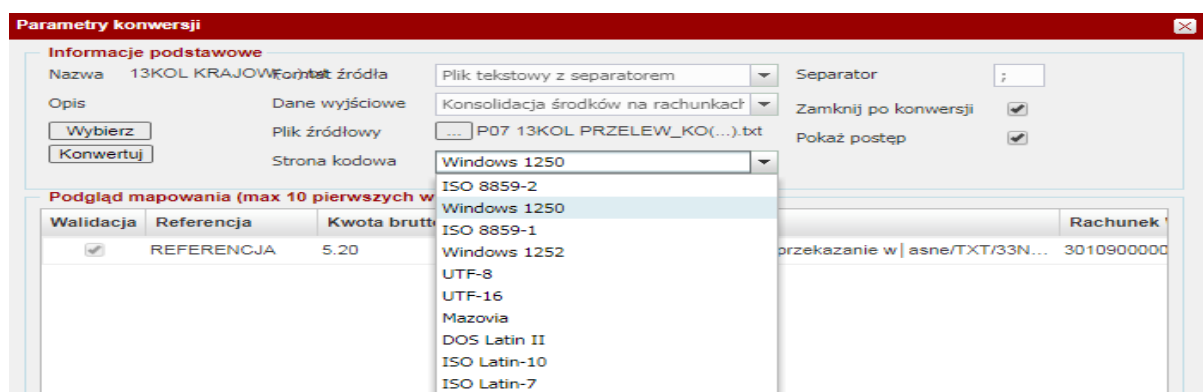 Parametry konwersji
Informacje podstawowe
Nazwa 13KOL KRAJOW(...).txt Format źródła Plik tekstowy z separatorem Separator ;
Opis Dane wyjściowe Konsolidacja środków na rachunkach Zamknij po konwersji
Wybierz Plik źródłowy ... P07 13KOL PRZELEW_KO(...).txt Pokaż postęp
Konwertuj Strona kodowa Windows 1250
ISO 8859-2
Podgląd mapowania (max 10 pierwszych w
Windows 1250
Walidacja Referencja Kwota brutto Rachunek
ISO 8859-1
REFERENCJA 5.20 Windows 1252 przekazanie w| asne/TXT/33N... 3010900000
UTF-8
UTF-16
Mazovia
DOS Latin II
ISO Latin-10
ISO Latin-7